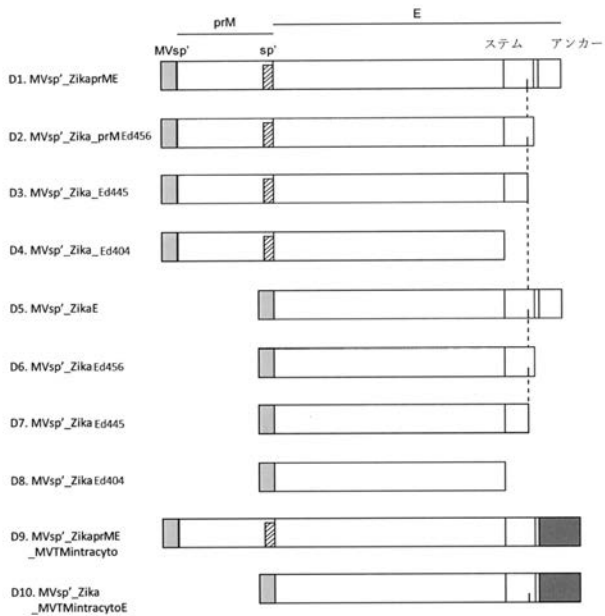 prM
E
MVsp'
sp'
ステム
アンカー
D1. MVsp'_ZikaprME
D2. MVsp'_Zika_prMEd456
D3. MVsp'_Zika_Ed445
D4. MVsp'_Zika_Ed404
D5. MVsp'_ZikaE
D6. MVsp'_ZikaEd456
D7. MVsp'_ZikaEd445
D8. MVsp'_ZikaEd404
D9. MVsp'_ZikaprME
_MVTMintracyto
D10. MVsp'_Zika
_MVTMintracytoE